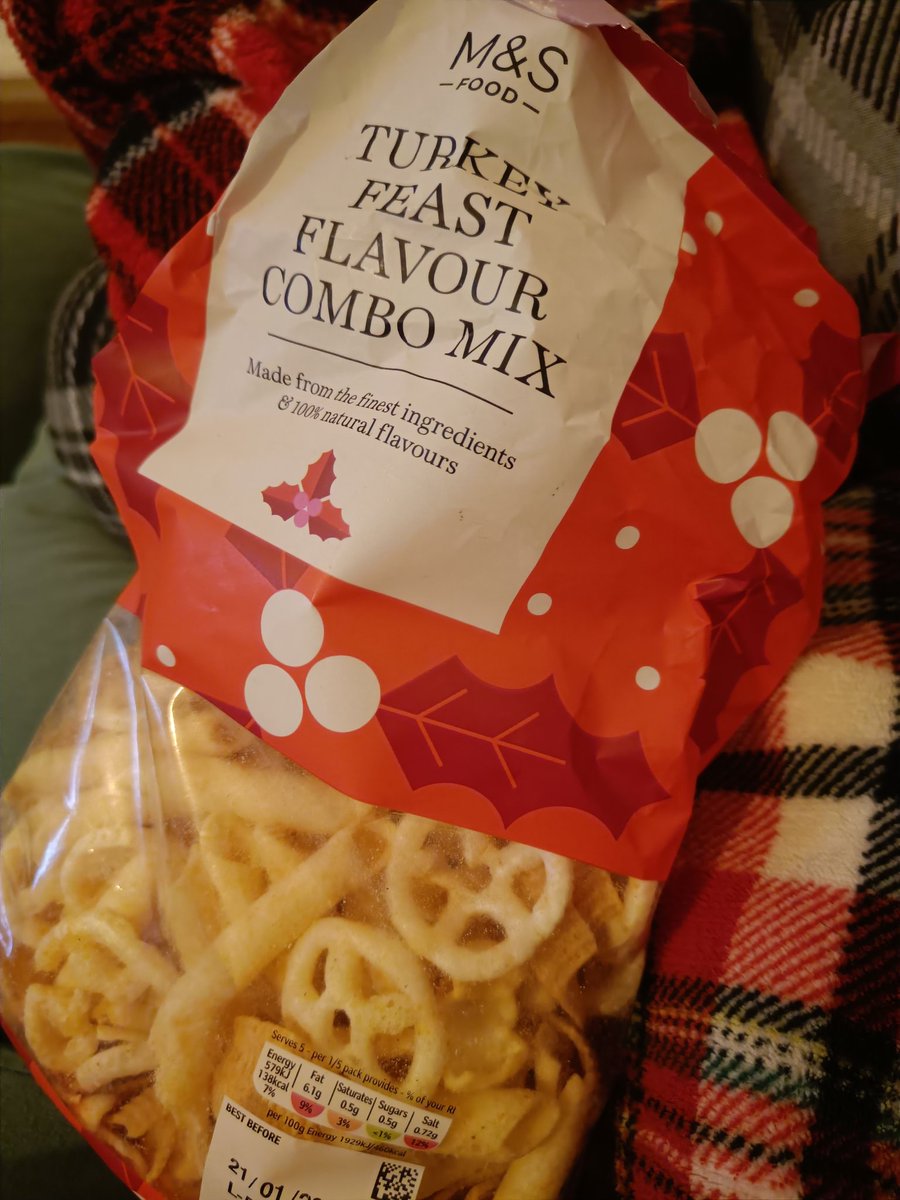 M&S
FOOD
TURKEY
FEAST
FLAVOUR
COMBO MIX
Made from the finest ingredients
& 100% natural flavours
Serves 5 - per 1/5 pack provides - % of your RI
Energy 579kJ 138kcal 7%
Fat 6.1g 9%
Saturates 0.5g 3%
Sugars 0.5g <1%
Salt 0.72g 12%
per 100g Energy 1929kJ/460kcal
BEST BEFORE
21/01/